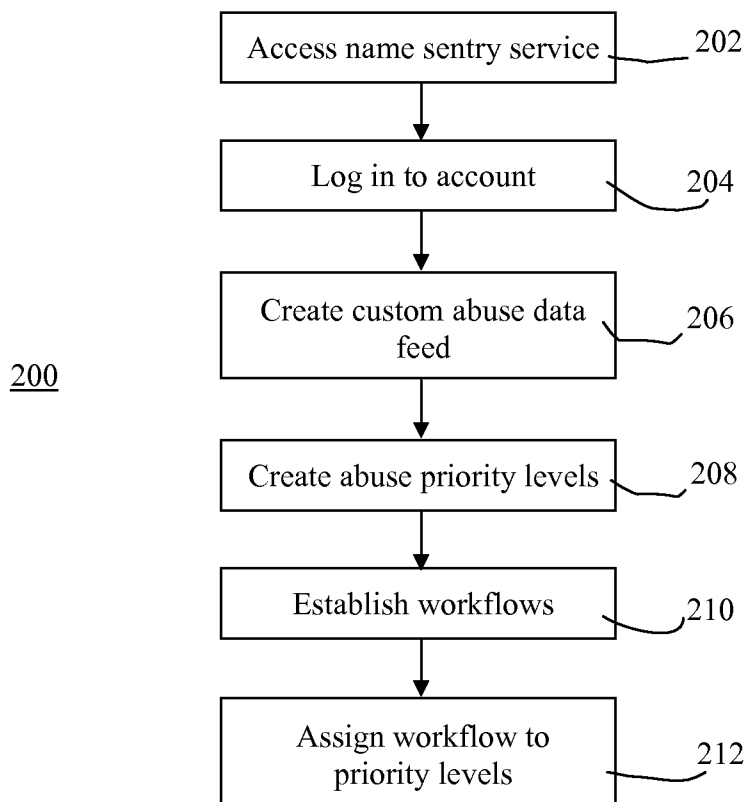 Access name sentry service
202
Log in to account
204
Create custom abuse data
feed
206
200
Create abuse priority levels
208
Establish workflows
210
Assign workflow to
priority levels
212